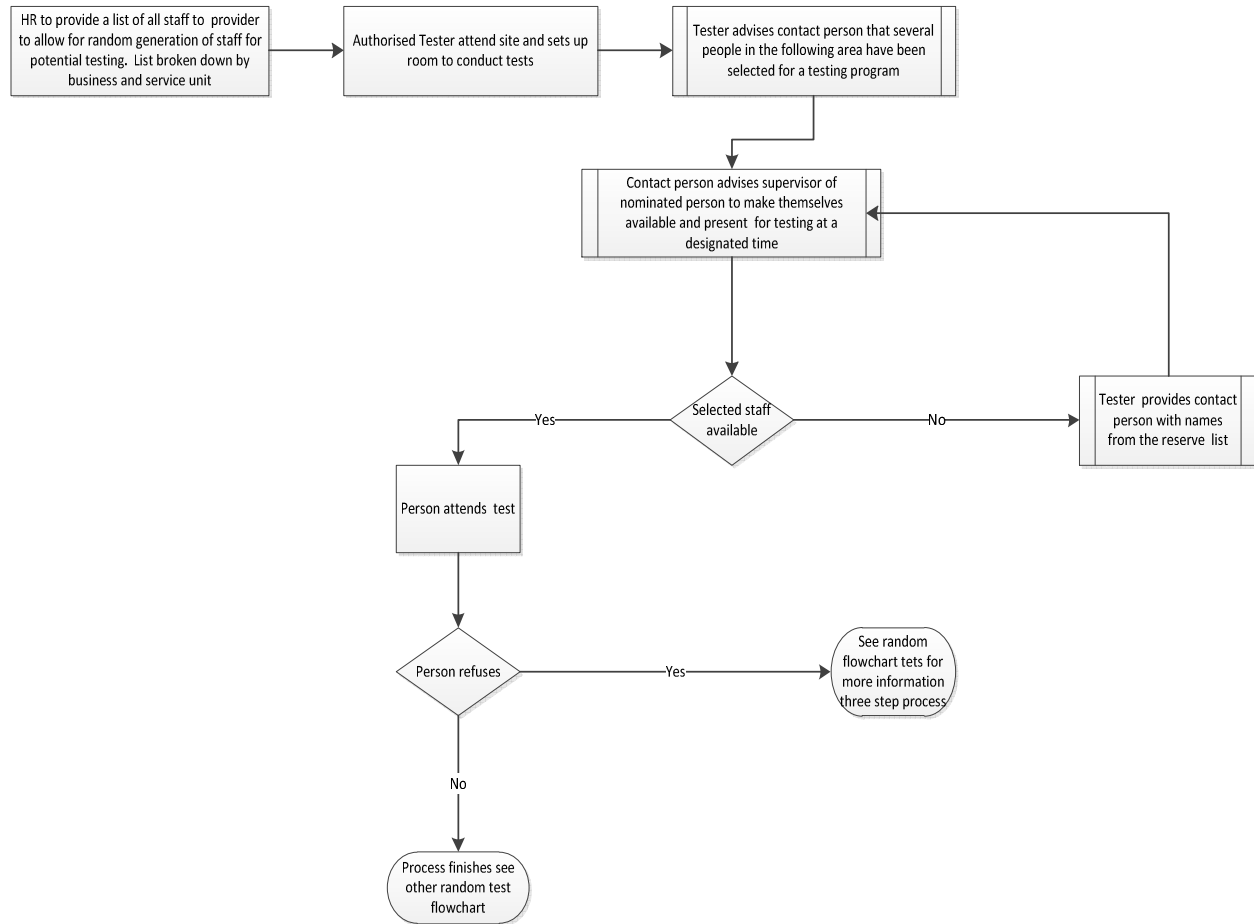 HR to provide a list of all staff to provider
to allow for random generation of staff for
potential testing. List broken down by
business and service unit
Authorised Tester attend site and sets up
room to conduct tests
Tester advises contact person that several
people in the following area have been
selected for a testing program
Contact person advises supervisor of
nominated person to make themselves
available and present for testing at a
designated time
Selected staff
available
Yes
No
Tester provides contact
person with names
from the reserve list
Person attends test
Person refuses
Yes
See random
flowchart tets for
more information
three step process
No
Process finishes see
other random test
flowchart